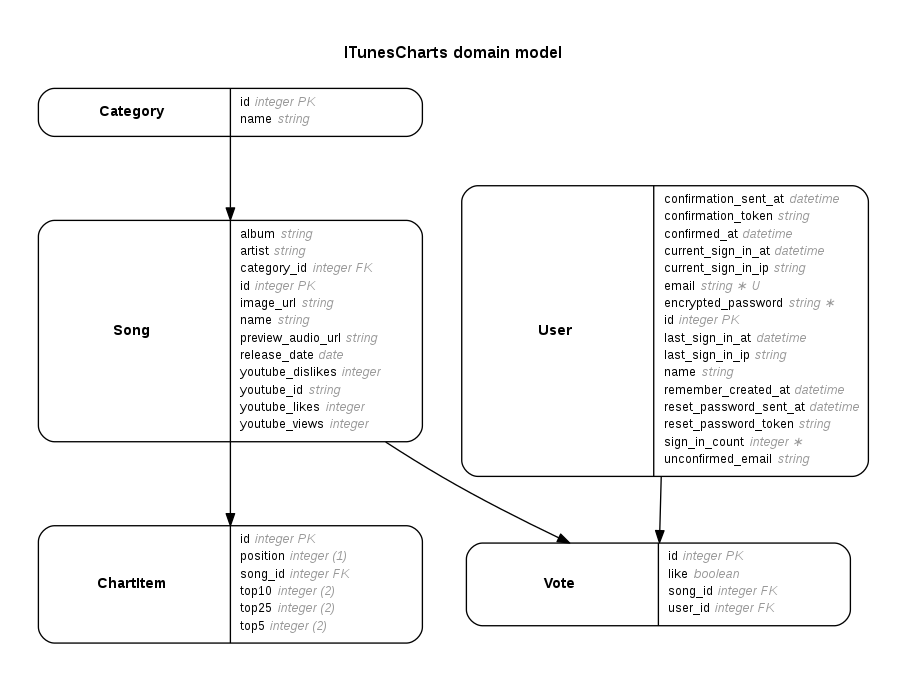 ITunesCharts domain model
Category
id integer PK
name string
Song
album string
artist string
category_id integer FK
id integer PK
image_url string
name string
preview_audio_url string
release_date date
youtube_dislikes integer
youtube_id string
youtube_likes integer
youtube_views integer
User
confirmation_sent_at datetime
confirmation_token string
confirmed_at datetime
current_sign_in_at datetime
current_sign_in_ip string
email string ∗ U
encrypted_password string ∗
id integer PK
last_sign_in_at datetime
last_sign_in_ip string
name string
remember_created_at datetime
reset_password_sent_at datetime
reset_password_token string
sign_in_count integer ∗
unconfirmed_email string
ChartItem
id integer PK
position integer (1)
song_id integer FK
top10 integer (2)
top25 integer (2)
top5 integer (2)
Vote
id integer PK
like boolean
song_id integer FK
user_id integer FK